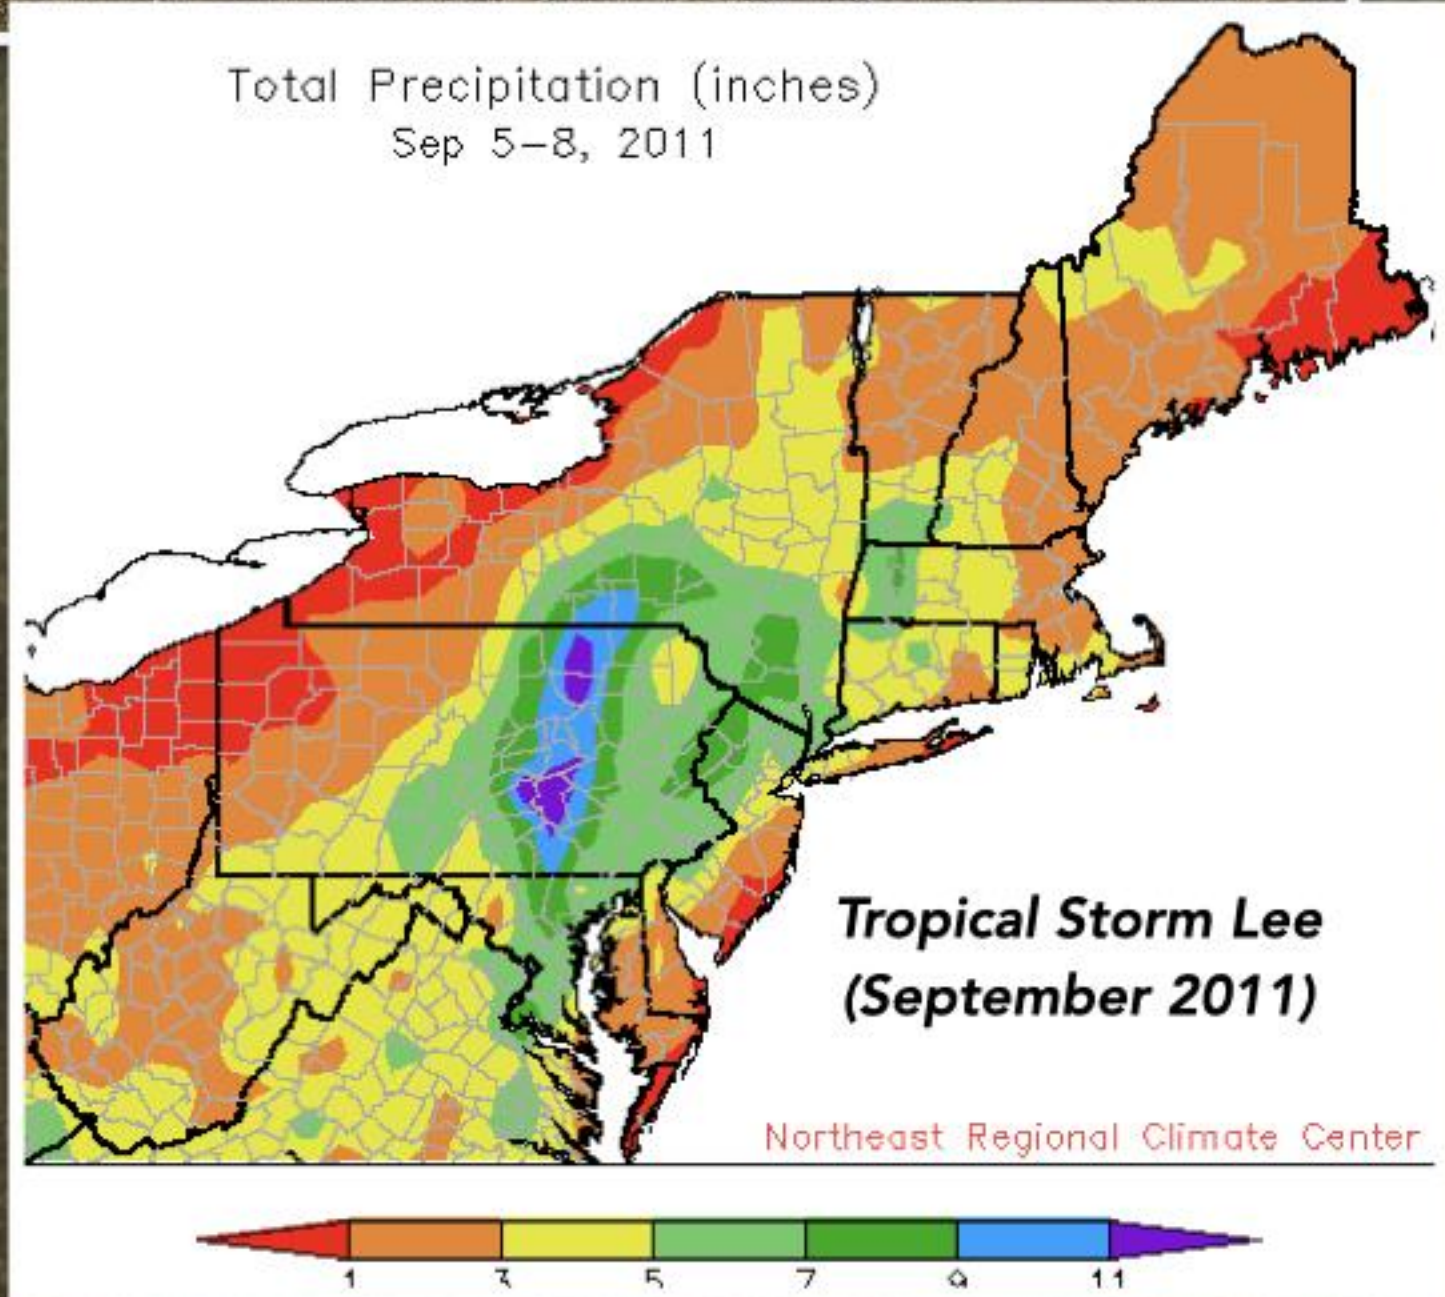 Total Precipitation (inches)
Sep 5-8, 2011
Tropical Storm Lee
(September 2011)
Northeast Regional Climate Center
1 3 5 7 9 11